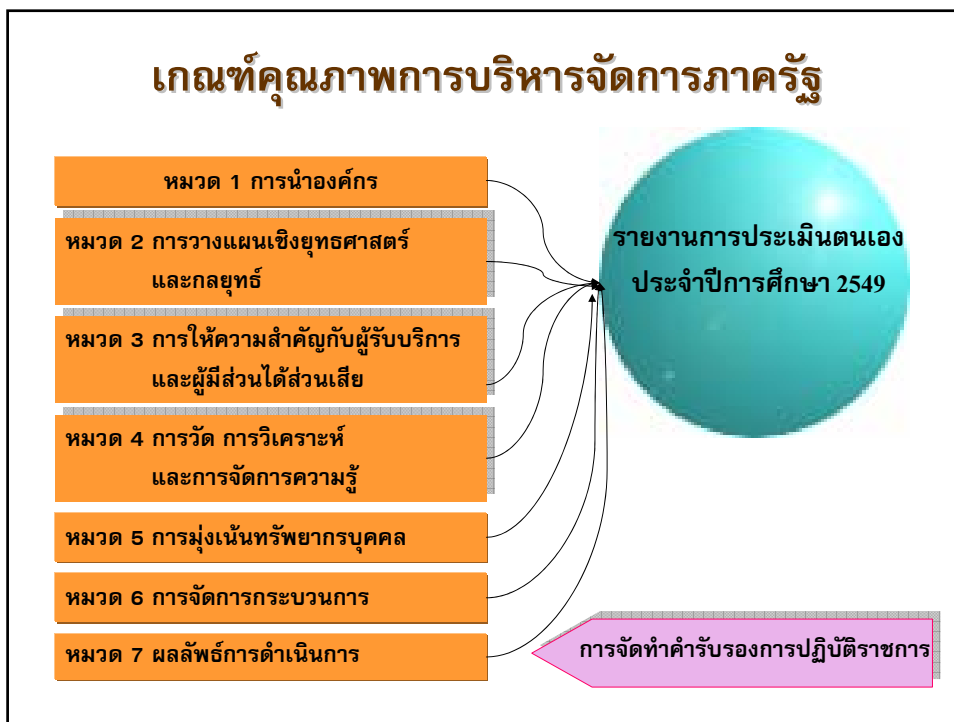 เกณฑ์คุณภาพการบริหารจัดการภาครัฐ
หมวด 1 การนำองค์กร
หมวด 2 การวางแผนเชิงยุทธศาสตร์
และกลยุทธ์
หมวด 3 การให้ความสำคัญกับผู้รับบริการ
และผู้มีส่วนได้ส่วนเสีย
หมวด 4 การวัด การวิเคราะห์
และการจัดการความรู้
หมวด 5 การมุ่งเน้นทรัพยากรบุคคล
หมวด 6 การจัดการกระบวนการ
หมวด 7 ผลลัพธ์การดำเนินการ
รายงานการประเมินตนเอง
ประจำปีการศึกษา 2549
การจัดทำคำรับรองการปฏิบัติราชการ